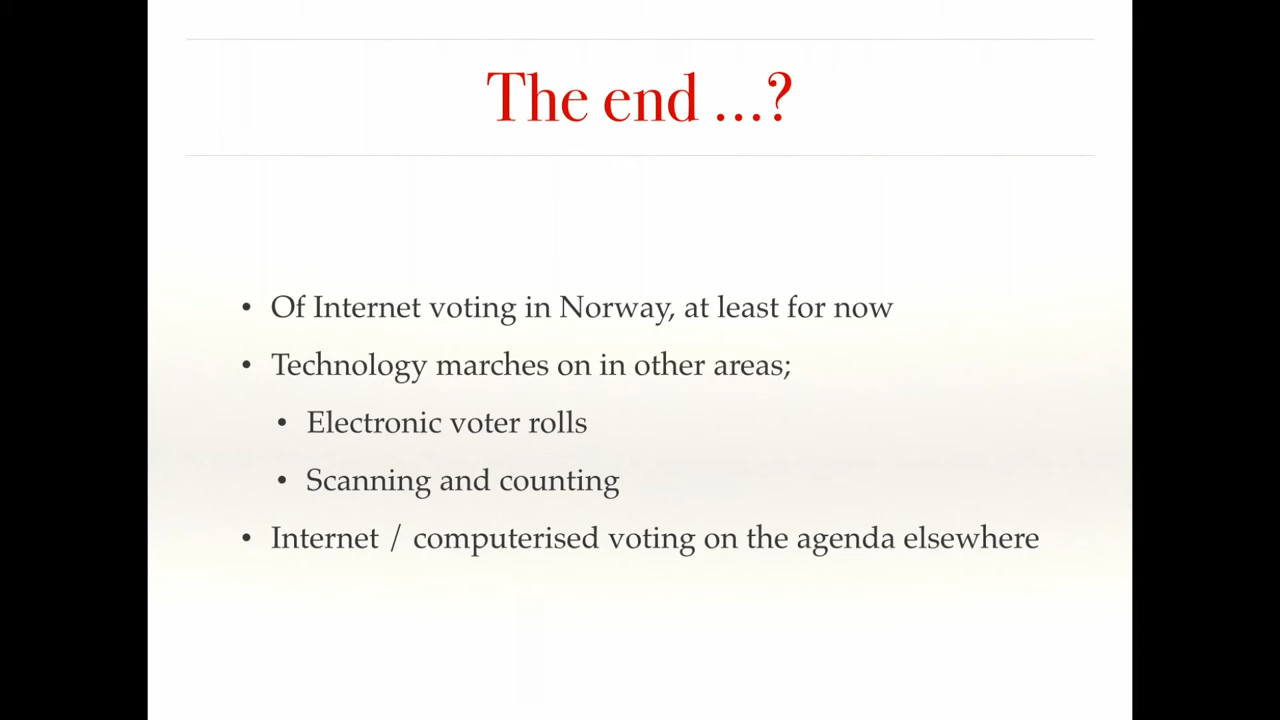 The end ...?
• Of Internet voting in Norway, at least for now
• Technology marches on in other areas;
• Electronic voter rolls
• Scanning and counting
• Internet / computerised voting on the agenda elsewhere